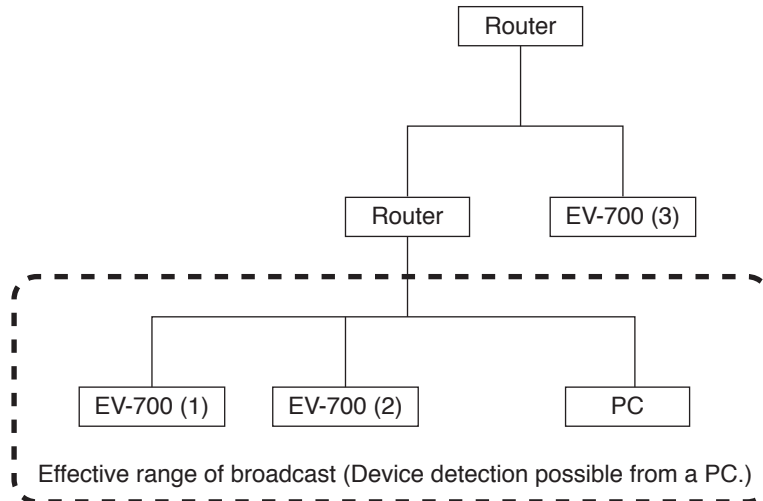 Router
Router
EV-700 (3)
EV-700 (1)
EV-700 (2)
PC
Effective range of broadcast (Device detection possible from a PC.)